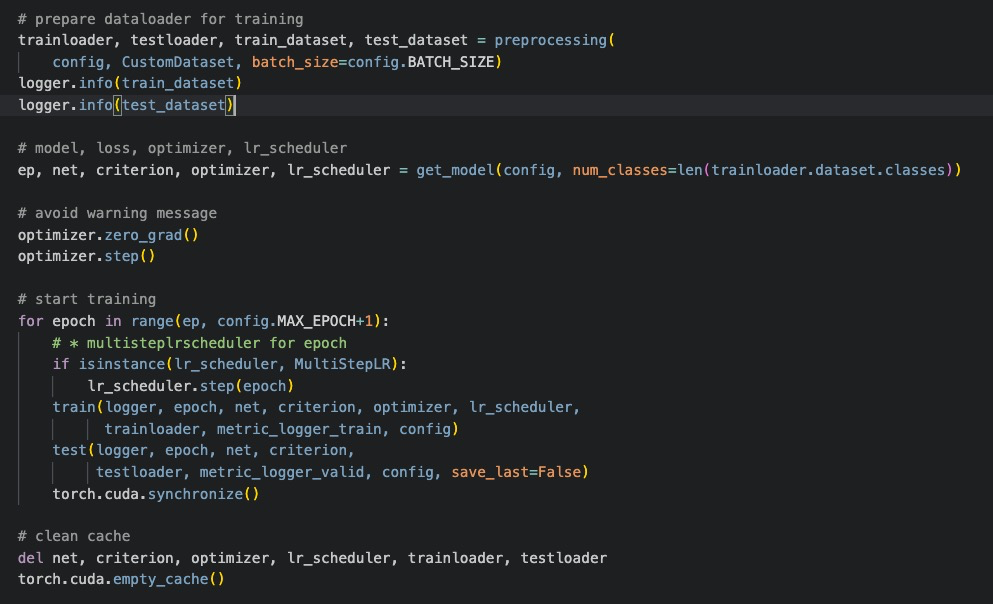 # prepare dataloader for training
trainloader, testloader, train_dataset, test_dataset = preprocessing(
config, CustomDataset, batch_size=config.BATCH_SIZE)
logger.info(train_dataset)
logger.info(test_dataset)
# model, loss, optimizer, lr_scheduler
ep, net, criterion, optimizer, lr_scheduler = get_model(config, num_classes=len(trainloader.dataset.classes))
# avoid warning message
optimizer.zero_grad()
optimizer.step()
# start training
for epoch in range(ep, config.MAX_EPOCH+1):
# * multisteplrscheduler for epoch
if isinstance(lr_scheduler, MultiStepLR):
lr_scheduler.step(epoch)
train(logger, epoch, net, criterion, optimizer, lr_scheduler,
trainloader, metric_logger_train, config)
test(logger, epoch, net, criterion,
testloader, metric_logger_valid, config, save_last=False)
torch.cuda.synchronize()
# clean cache
del net, criterion, optimizer, lr_scheduler, trainloader, testloader
torch.cuda.empty_cache()